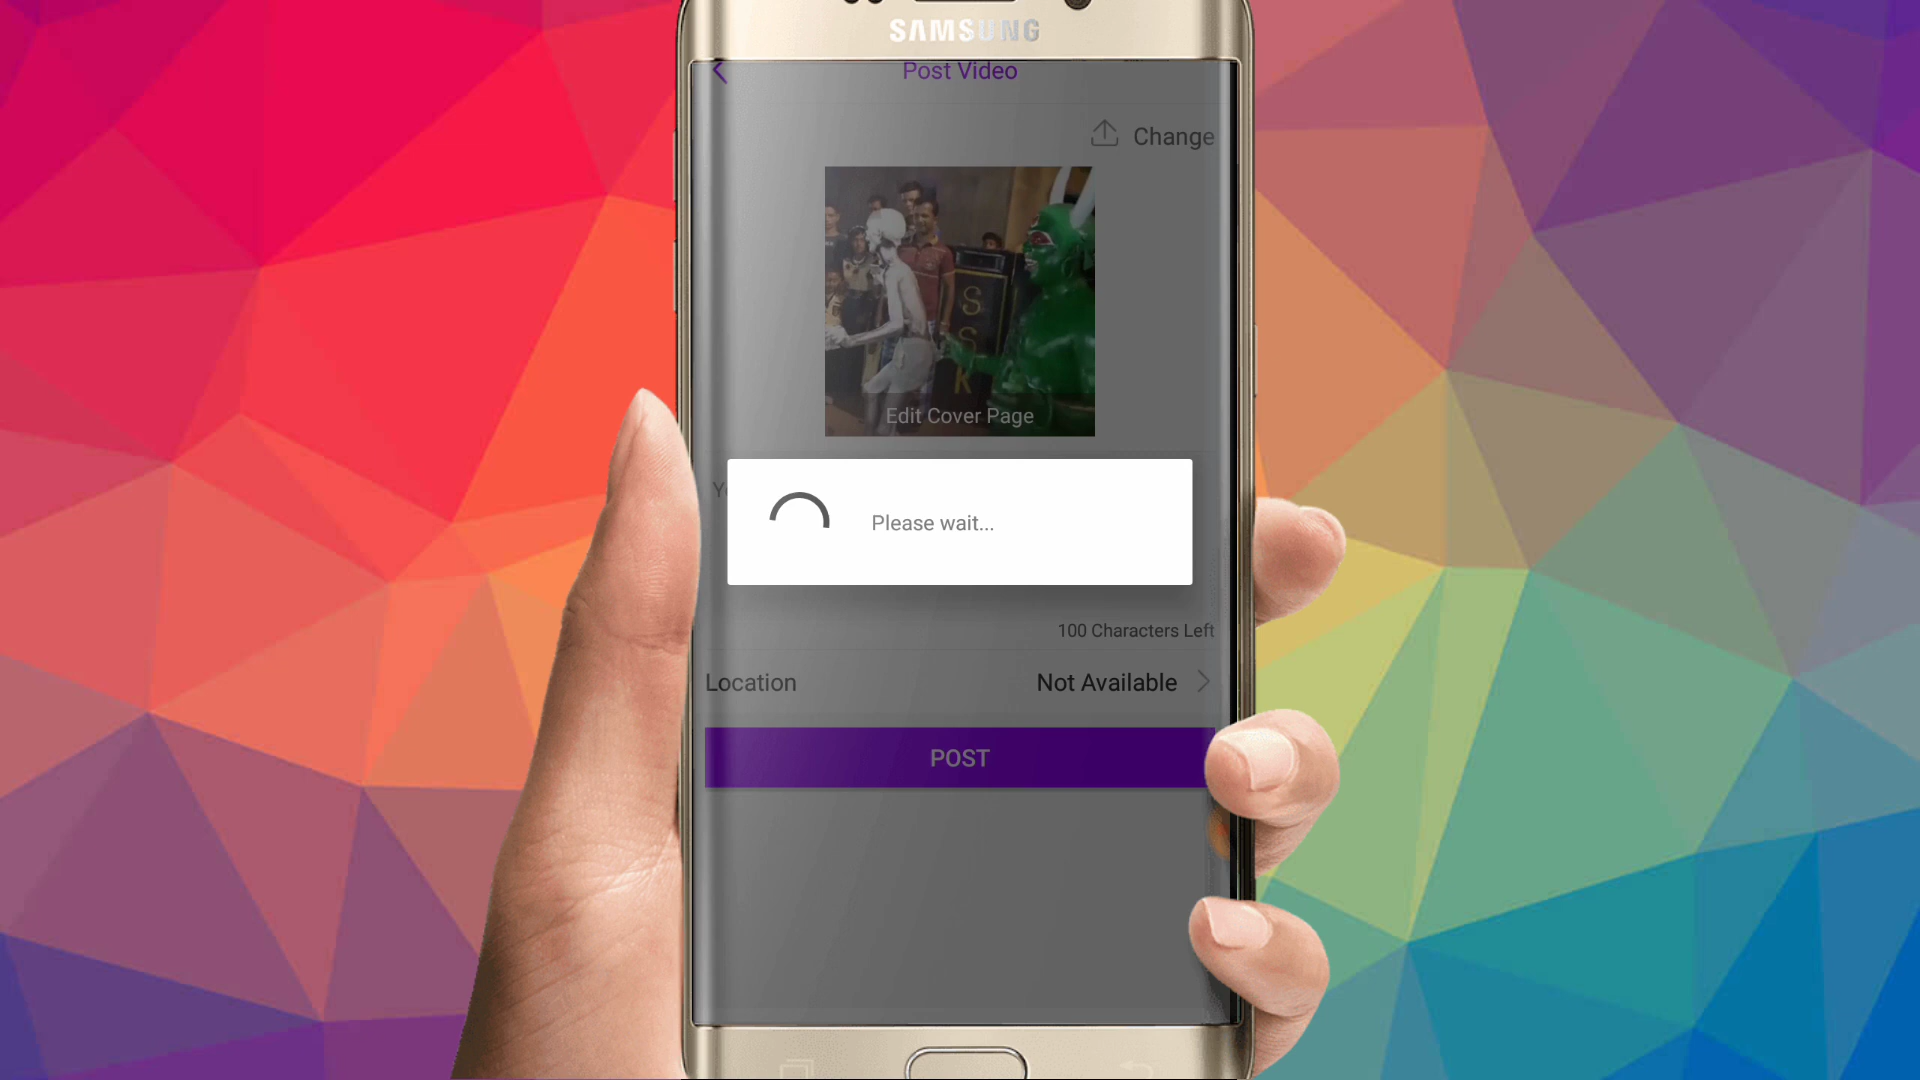 SAMSUNG
Post Video
Change
S
S
K
Edit Cover Page
Please wait...
100 Characters Left
Location
Not Available
POST